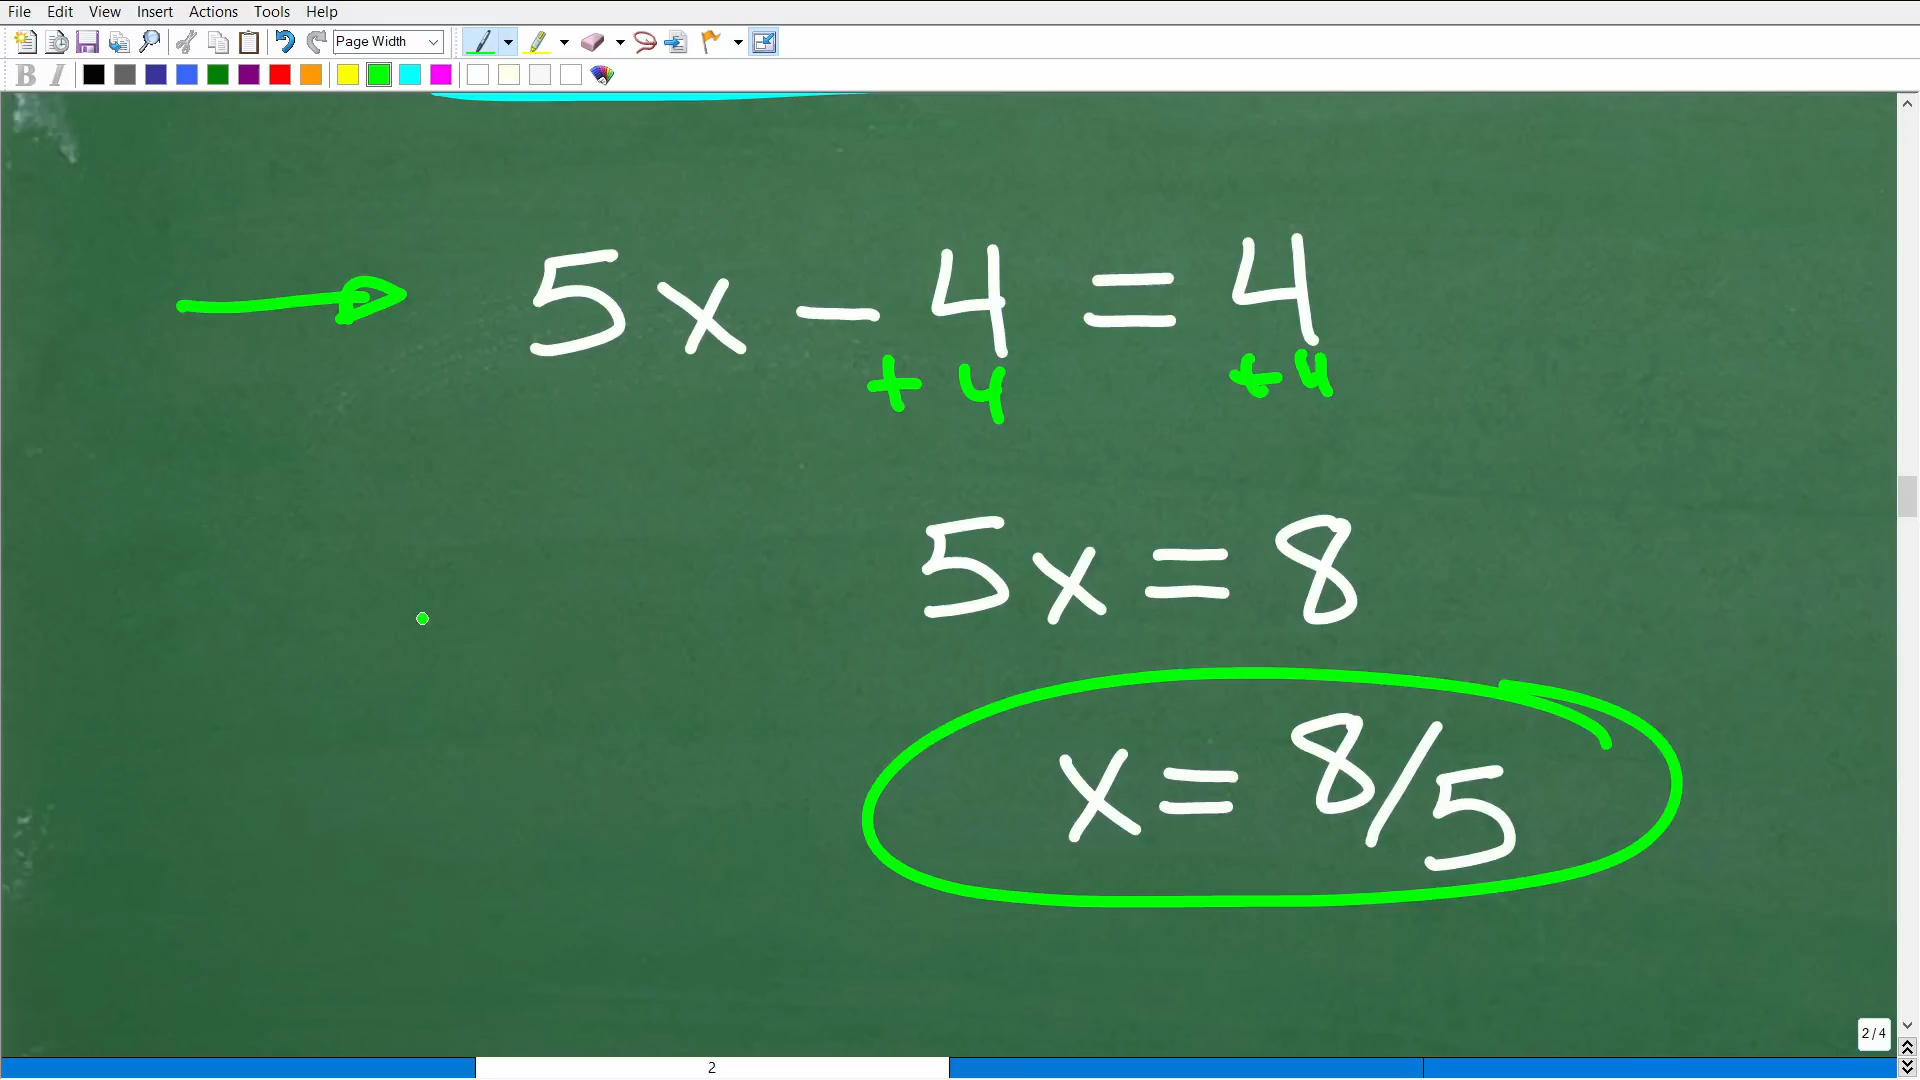 File Edit View Insert Actions Tools Help
Page Width
B I
5x - 4 = 4
+ 4 + 4
5x = 8
x = 8/5
2 / 4
2